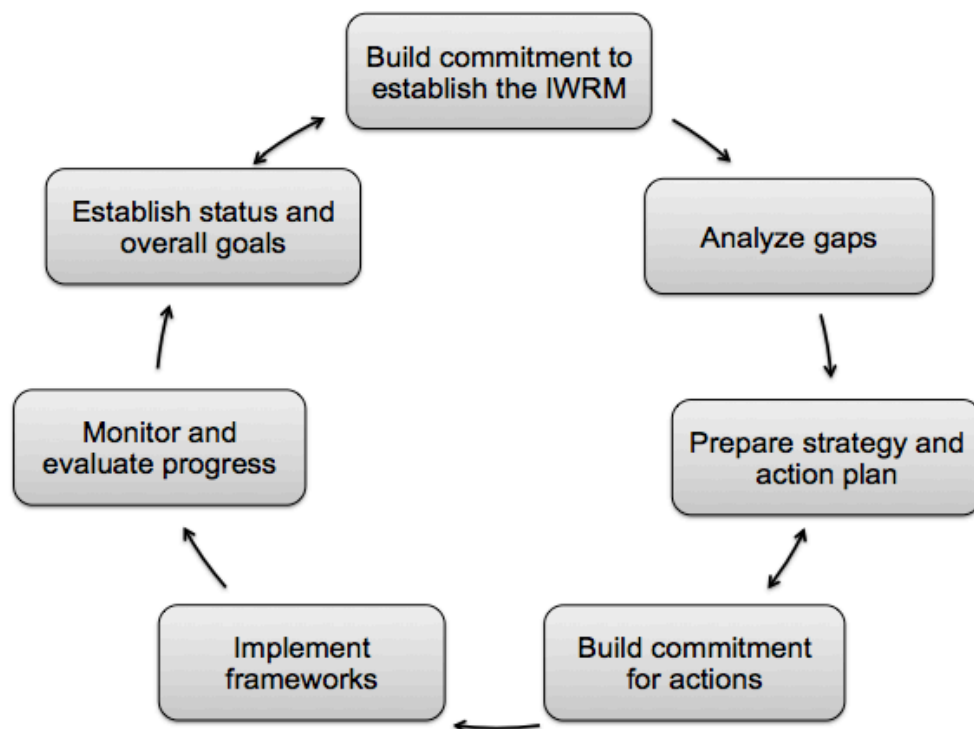 Build commitment to
establish the IWRM
Analyze gaps
Prepare strategy and
action plan
Build commitment
for actions
Implement
frameworks
Monitor and
evaluate progress
Establish status and
overall goals